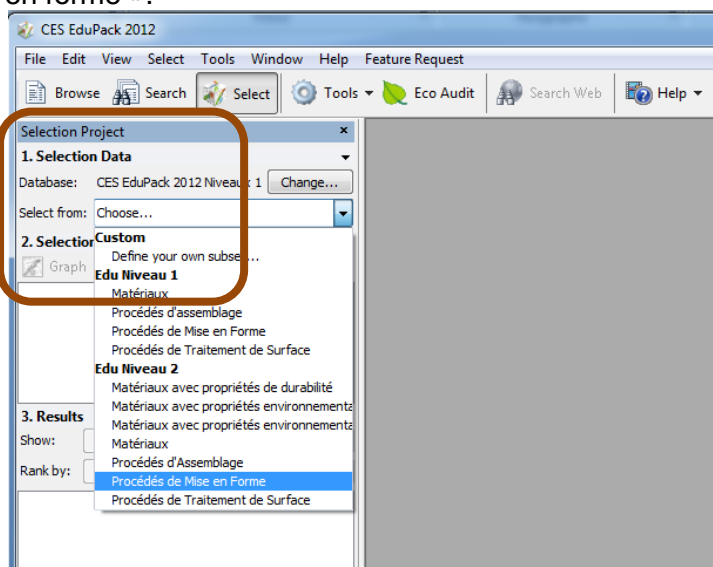 en forme ».
CES EduPack 2012
File Edit View Select Tools Window Help Feature Request
Browse Search Select Tools Eco Audit Search Web Help
Selection Project x
1. Selection Data
Database: CES EduPack 2012 Niveaux 1 Change...
Select from: Choose...
2. Selection
Custom
Define your own subset...
Graph
Edu Niveau 1
Matériaux
Procédés d'assemblage
Procédés de Mise en Forme
Procédés de Traitement de Surface
Edu Niveau 2
Matériaux avec propriétés de durabilité
Matériaux avec propriétés environnementa
3. Results
Matériaux avec propriétés environnementa
Show:
Matériaux
Procédés d'Assemblage
Rank by:
Procédés de Mise en Forme
Procédés de Traitement de Surface